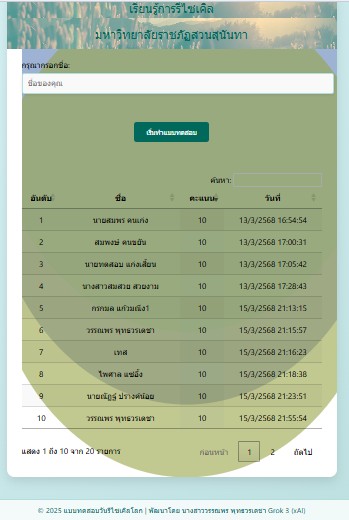 เรียนรู้การรีไซเคิล
มหาวิทยาลัยราชภัฏสวนสุนันทา
กรุณากรอกชื่อ:
ชื่อของคุณ
เริ่มทำแบบทดสอบ
ค้นหา:
อันดับ ชื่อ คะแนน วันที่
1 นายสมพร คนเก่ง 10 13/3/2568 16:54:54
2 สมพงษ์ คนขยัน 10 13/3/2568 17:00:31
3 นายทดสอบ แก่งเสี้ยน 10 13/3/2568 17:05:42
4 นางสาวสมสวย สวยงาม 10 13/3/2568 17:28:43
5 กรกมล แก้วมณีง1 10 15/3/2568 21:13:15
6 วรรณพร พุทธวรเดชา 10 15/3/2568 21:15:57
7 เทส 10 15/3/2568 21:16:23
8 ไพศาล แซ่อึ้ง 10 15/3/2568 21:18:38
9 นายณัฏฐ์ ปรางค์น้อย 10 15/3/2568 21:23:51
10 วรรณพร พุทธวรเดชา 10 15/3/2568 21:55:54
แสดง 1 ถึง 10 จาก 20 รายการ ก่อนหน้า 1 2 ถัดไป
© 2025 แบบทดสอบวันรีไซเคิลโลก | พัฒนาโดย นางสาววรรณพร พุทธวรเดชา Grok 3 (xAI)